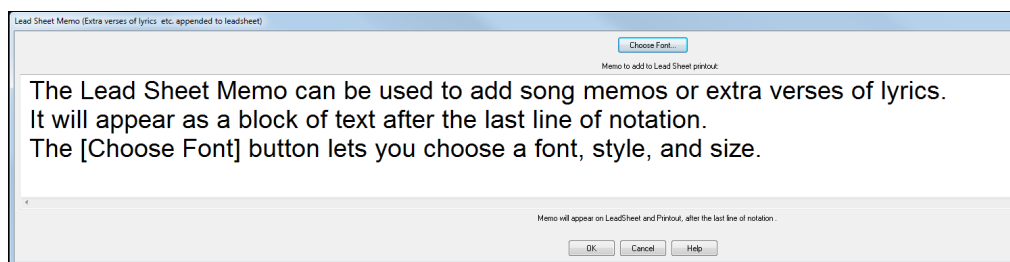 Lead Sheet Memo (Extra verses of lyrics etc. appended to leadsheet)
Choose Font...
Memo to add to Lead Sheet printout:
The Lead Sheet Memo can be used to add song memos or extra verses of lyrics.
It will appear as a block of text after the last line of notation.
The [Choose Font] button lets you choose a font, style, and size.
Memo will appear on LeadSheet and Printout, after the last line of notation .
OK Cancel Help